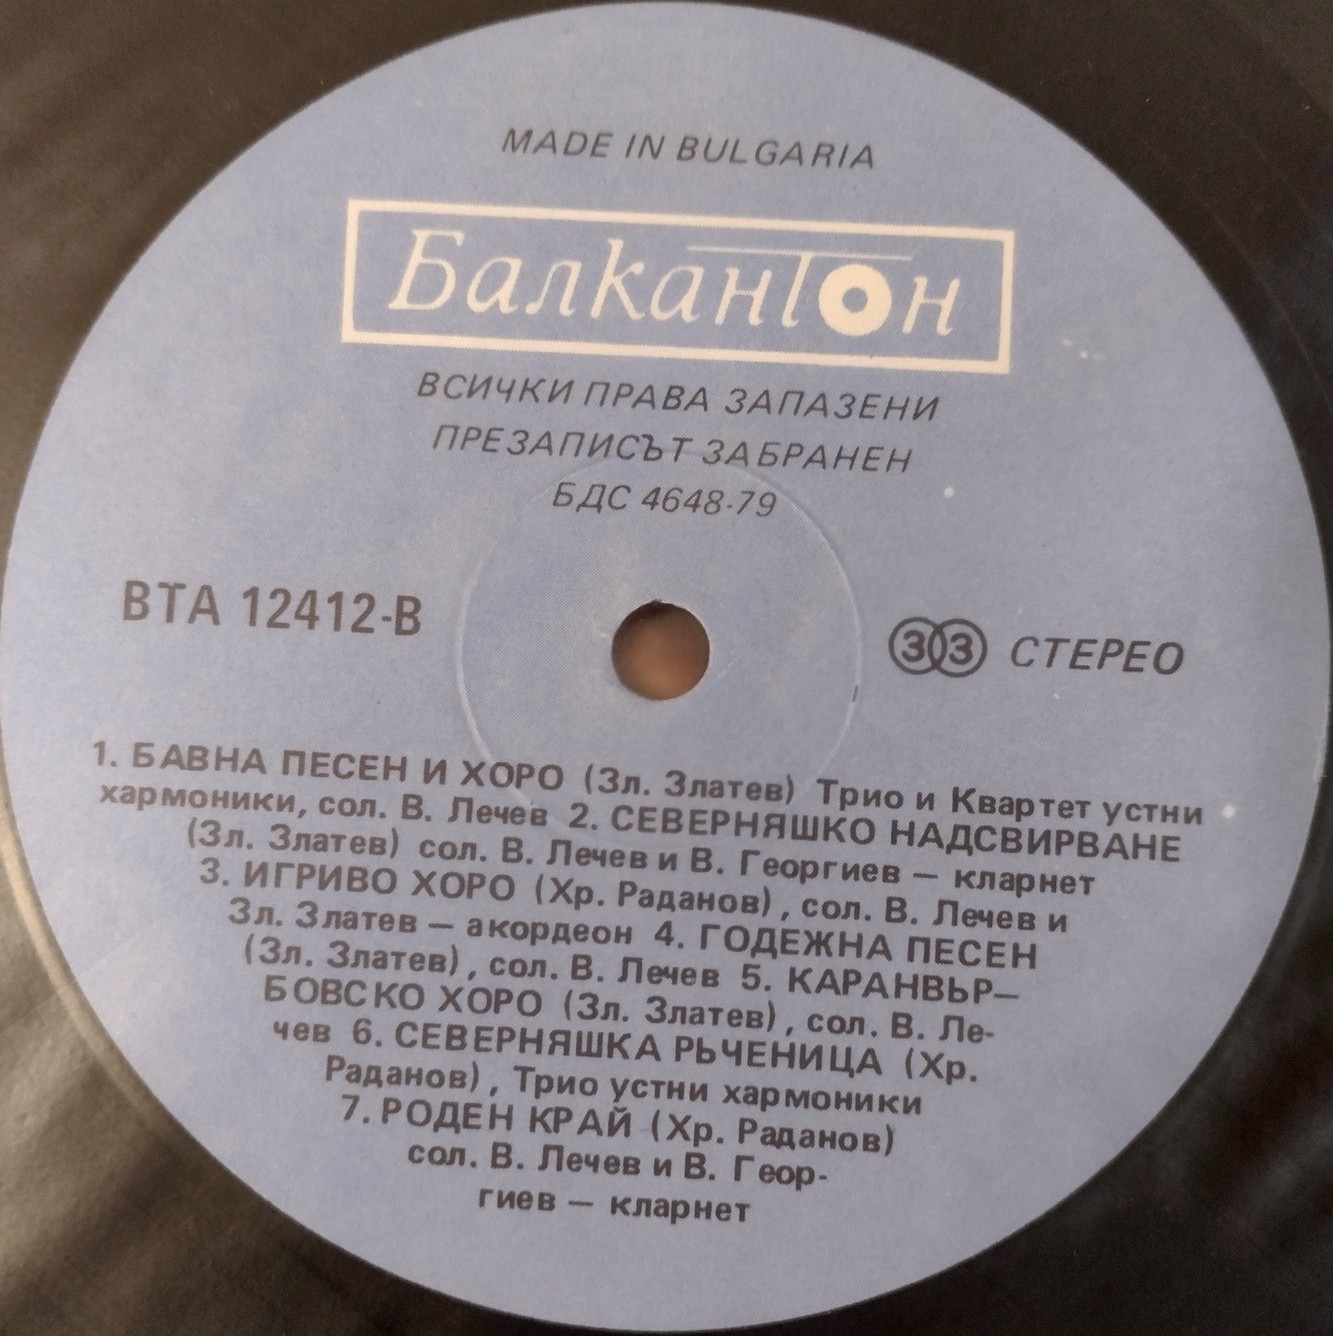 MADE IN BULGARIA
Балкантон
ВСИЧКИ ПРАВА ЗАПАЗЕНИ
ПРЕЗАПИСЪТ ЗАБРАНЕН
БДС 4648-79
ВТА 12412-В
33 СТЕРЕО
1. БАВНА ПЕСЕН И ХОРО (Зл. Златев) Трио и Квартет устни
хармоники, сол. В. Лечев 2. СЕВЕРНЯШКО НАДСВИРВАНЕ
(Зл. Златев) сол. В. Лечев и В. Георгиев — кларнет
3. ИГРИВО ХОРО (Хр. Раданов), сол. В. Лечев и
Зл. Златев — акордеон 4. ГОДЕЖНА ПЕСЕН
(Зл. Златев), сол. В. Лечев 5. КАРАНВЬР—
БОВСКО ХОРО (Зл. Златев), сол. В. Ле-
чев 6. СЕВЕРНЯШКА РЬЧЕНИЦА (Хр.
Раданов), Трио устни хармоники
7. РОДЕН КРАЙ (Хр. Раданов)
сол. В. Лечев и В. Геор-
гиев — кларнет